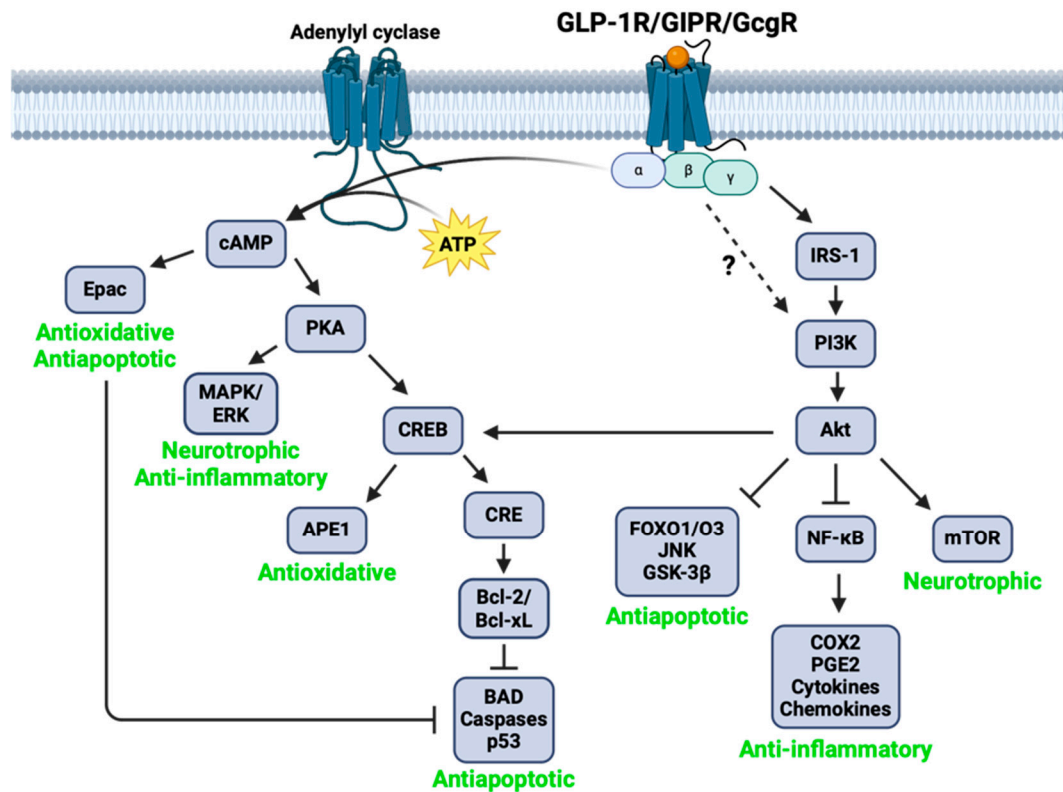 Adenylyl cyclase
GLP-1R/GIPR/GcgR
α
β
γ
cAMP
ATP
?
IRS-1
Epac
Antioxidative
Antiapoptotic
PKA
PI3K
MAPK/
ERK
Neurotrophic
Anti-inflammatory
CREB
Akt
APE1
Antioxidative
CRE
FOXO1/O3
JNK
GSK-3β
Antiapoptotic
NF-κB
mTOR
Neurotrophic
Bcl-2/
Bcl-xL
COX2
PGE2
Cytokines
Chemokines
Anti-inflammatory
BAD
Caspases
p53
Antiapoptotic